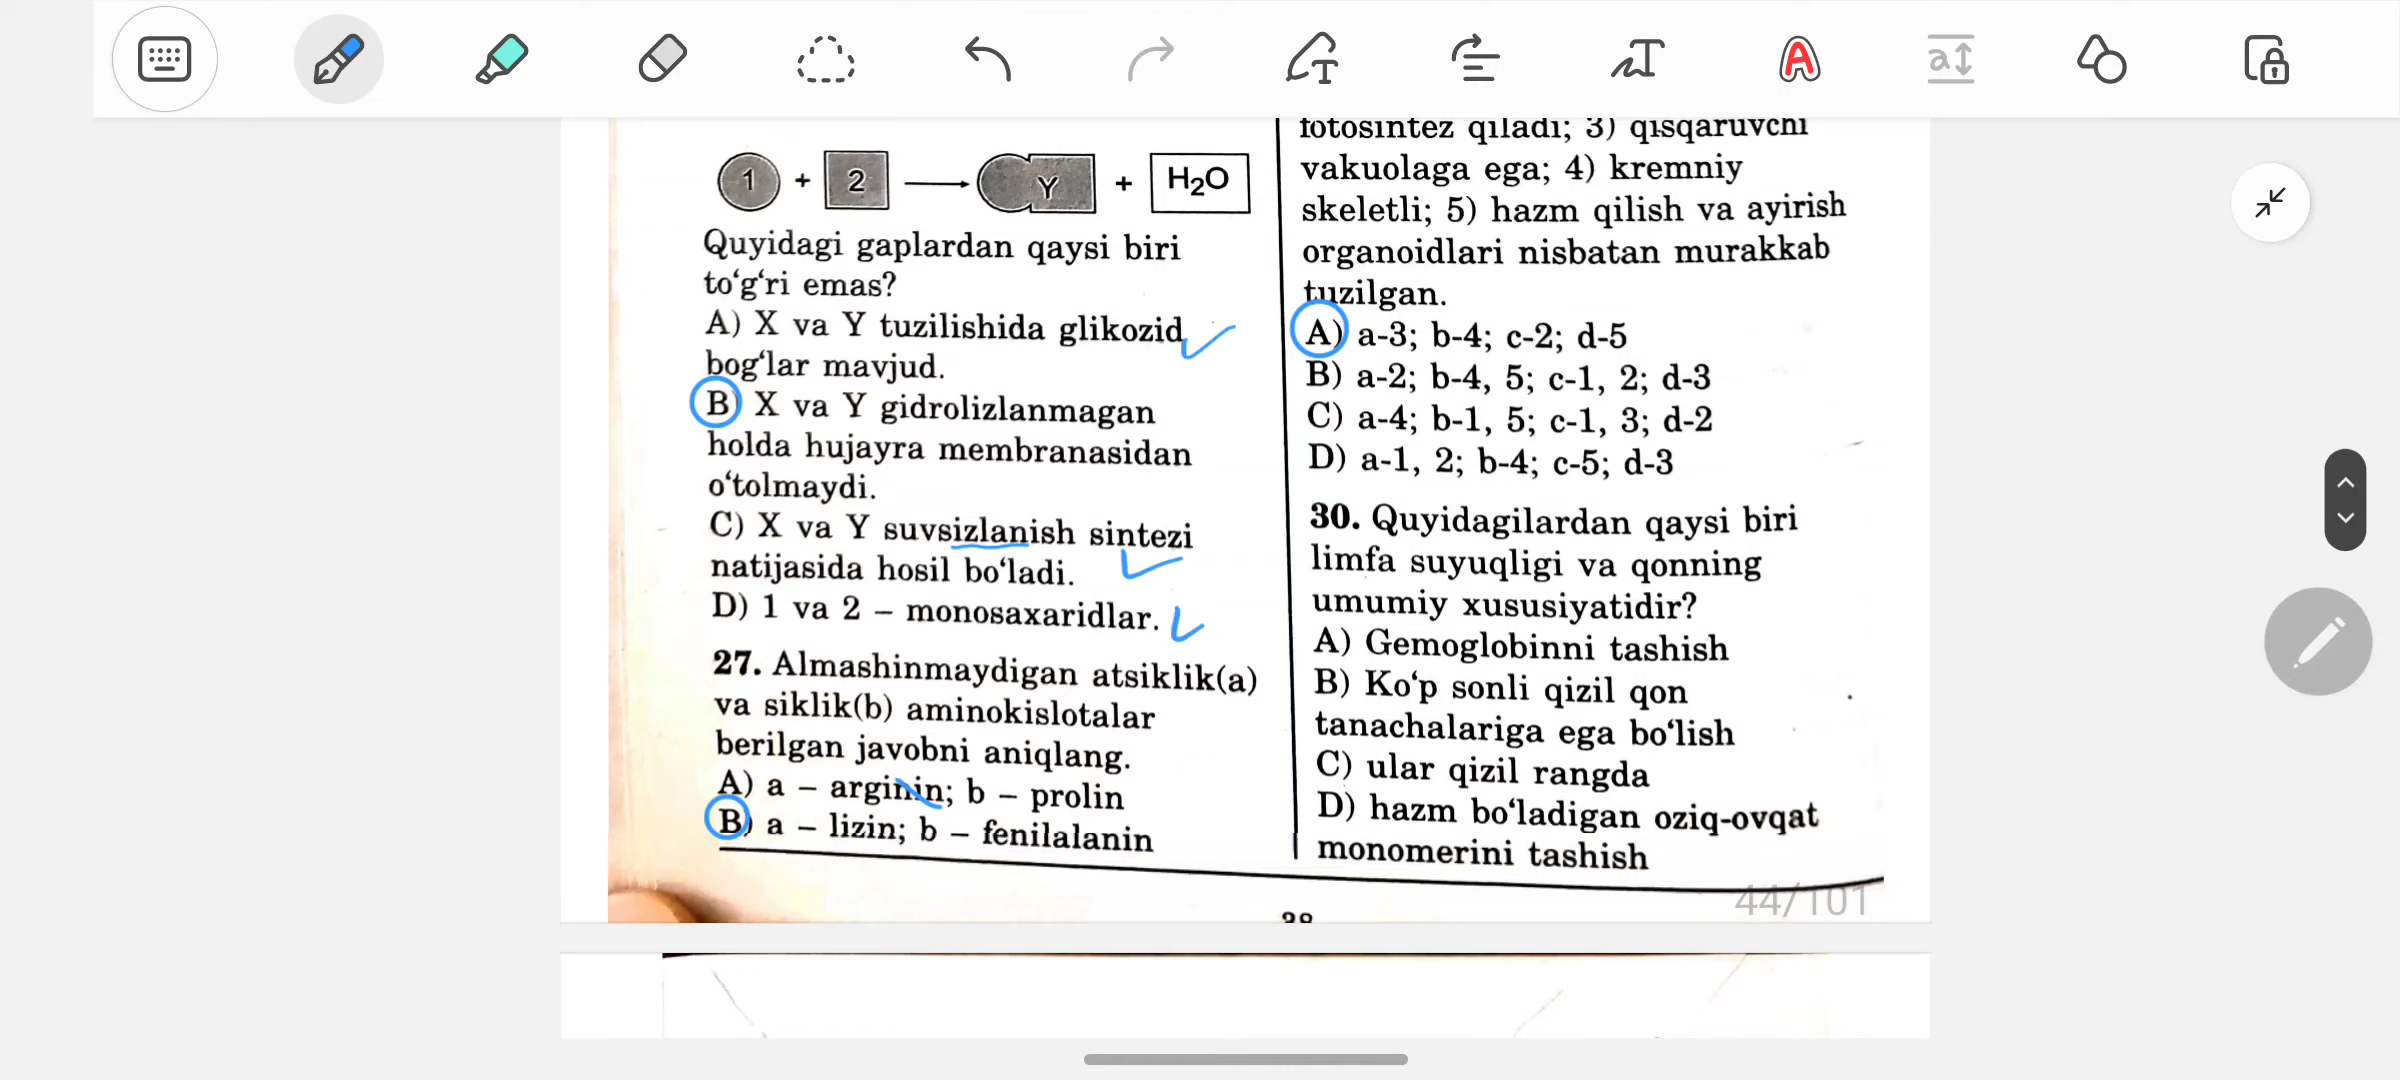 1 + 2 → Y + H₂O
Quyidagi gaplardan qaysi biri
to‘g‘ri emas?
A) X va Y tuzilishida glikozid
bog‘lar mavjud.
B) X va Y gidrolizlanmagan
holda hujayra membranasidan
o‘tolmaydi.
C) X va Y suvsizlanish sintezi
natijasida hosil bo‘ladi.
D) 1 va 2 – monosaxaridlar.
27. Almashinmaydigan atsiklik(a)
va siklik(b) aminokislotalar
berilgan javobni aniqlang.
A) a – arginin; b – prolin
B) a – lizin; b – fenilalanin
fotosintez qiladi; 3) qisqaruvchi
vakuolaga ega; 4) kremniy
skeletli; 5) hazm qilish va ayirish
organoidlari nisbatan murakkab
tuzilgan.
A) a-3; b-4; c-2; d-5
B) a-2; b-4, 5; c-1, 2; d-3
C) a-4; b-1, 5; c-1, 3; d-2
D) a-1, 2; b-4; c-5; d-3
30. Quyidagilardan qaysi biri
limfa suyuqligi va qonning
umumiy xususiyatidir?
A) Gemoglobinni tashish
B) Ko‘p sonli qizil qon
tanachalariga ega bo‘lish
C) ular qizil rangda
D) hazm bo‘ladigan oziq-ovqat
monomerini tashish
44/101